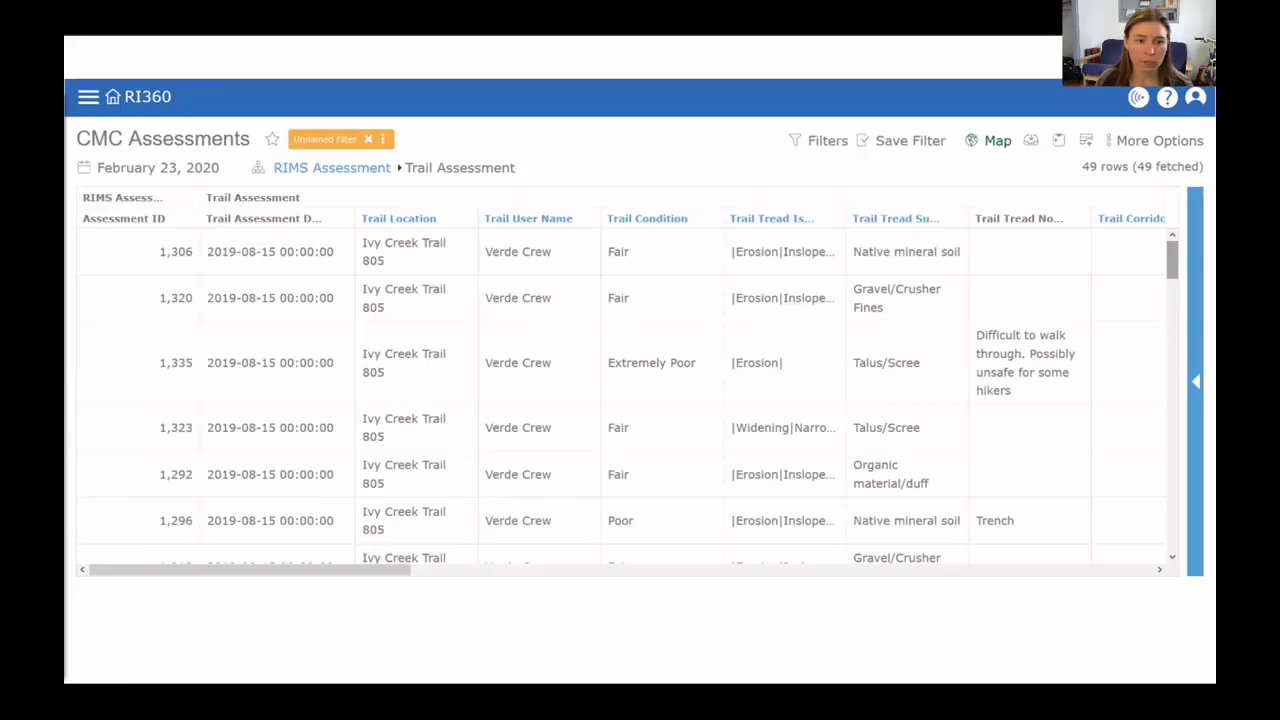 RI360
CMC Assessments
Unnamed Filter
Filters
Save Filter
Map
More Options
February 23, 2020
RIMS Assessment
Trail Assessment
49 rows (49 fetched)
RIMS Assess...
Trail Assessment
Assessment ID
Trail Assessment D...
Trail Location
Trail User Name
Trail Condition
Trail Tread Is...
Trail Tread Su...
Trail Tread No...
Trail Corrido
1,306
2019-08-15 00:00:00
Ivy Creek Trail
805
Verde Crew
Fair
|Erosion|Inslope...
Native mineral soil
1,320
2019-08-15 00:00:00
Ivy Creek Trail
805
Verde Crew
Fair
|Erosion|Inslope...
Gravel/Crusher
Fines
1,335
2019-08-15 00:00:00
Ivy Creek Trail
805
Verde Crew
Extremely Poor
|Erosion|
Talus/Scree
Difficult to walk
through. Possibly
unsafe for some
hikers
1,323
2019-08-15 00:00:00
Ivy Creek Trail
805
Verde Crew
Fair
|Widening|Narro...
Talus/Scree
1,292
2019-08-15 00:00:00
Ivy Creek Trail
805
Verde Crew
Fair
|Erosion|Inslope...
Organic
material/duff
1,296
2019-08-15 00:00:00
Ivy Creek Trail
805
Verde Crew
Poor
|Erosion|Inslope...
Native mineral soil
Trench
Ivy Creek Trail
Gravel/Crusher